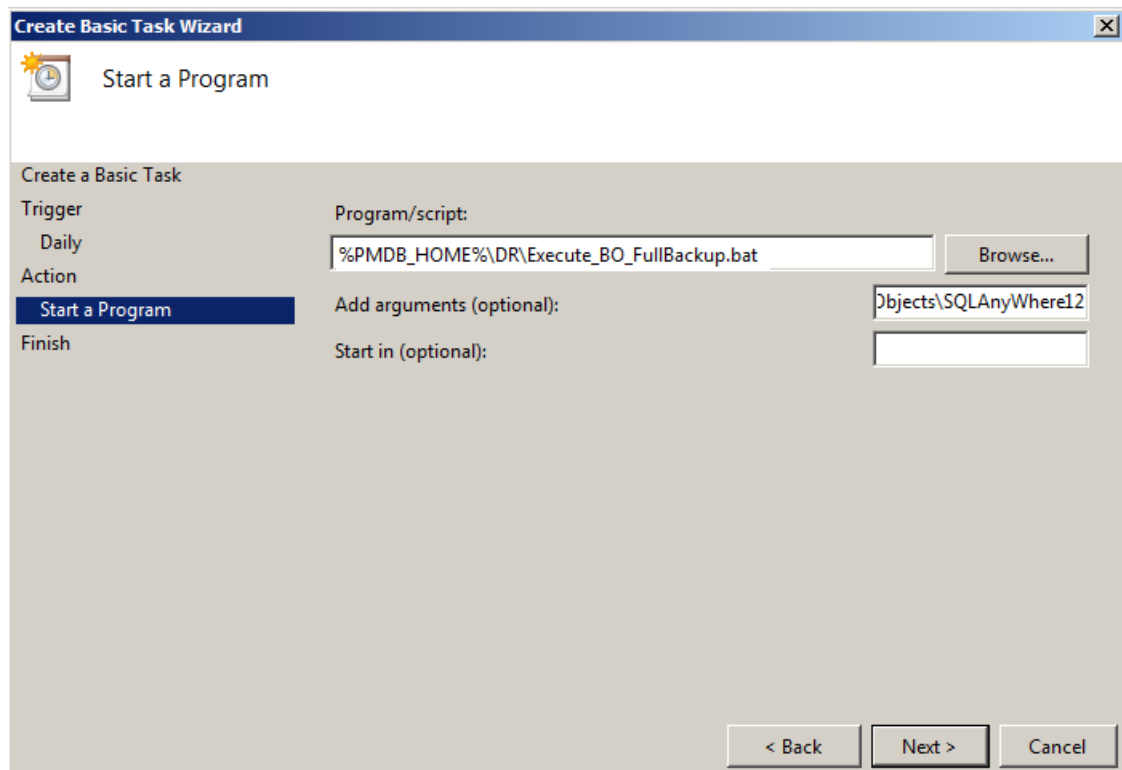 Create Basic Task Wizard
Start a Program
Create a Basic Task
Trigger
Daily
Action
Start a Program
Finish
Program/script:
%PMDB_HOME%\DR\Execute_BO_FullBackup.bat
Browse...
Add arguments (optional):
Objects\SQLAnyWhere12
Start in (optional):
< Back
Next >
Cancel